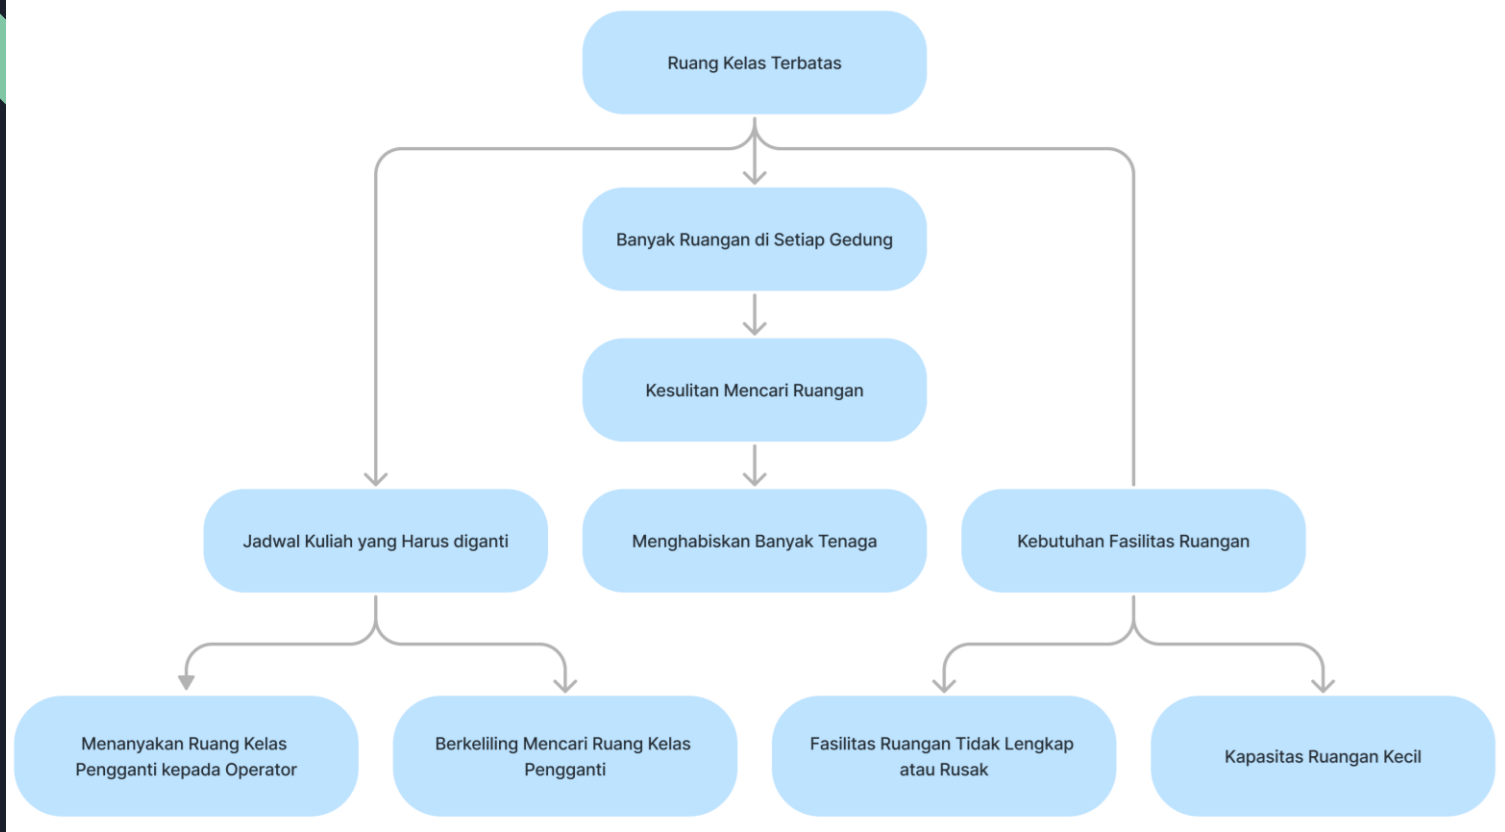 Ruang Kelas Terbatas
Banyak Ruangan di Setiap Gedung
Kesulitan Mencari Ruangan
Jadwal Kuliah yang Harus diganti
Menghabiskan Banyak Tenaga
Kebutuhan Fasilitas Ruangan
Menanyakan Ruang Kelas
Pengganti kepada Operator
Berkeliling Mencari Ruang Kelas
Pengganti
Fasilitas Ruangan Tidak Lengkap
atau Rusak
Kapasitas Ruangan Kecil